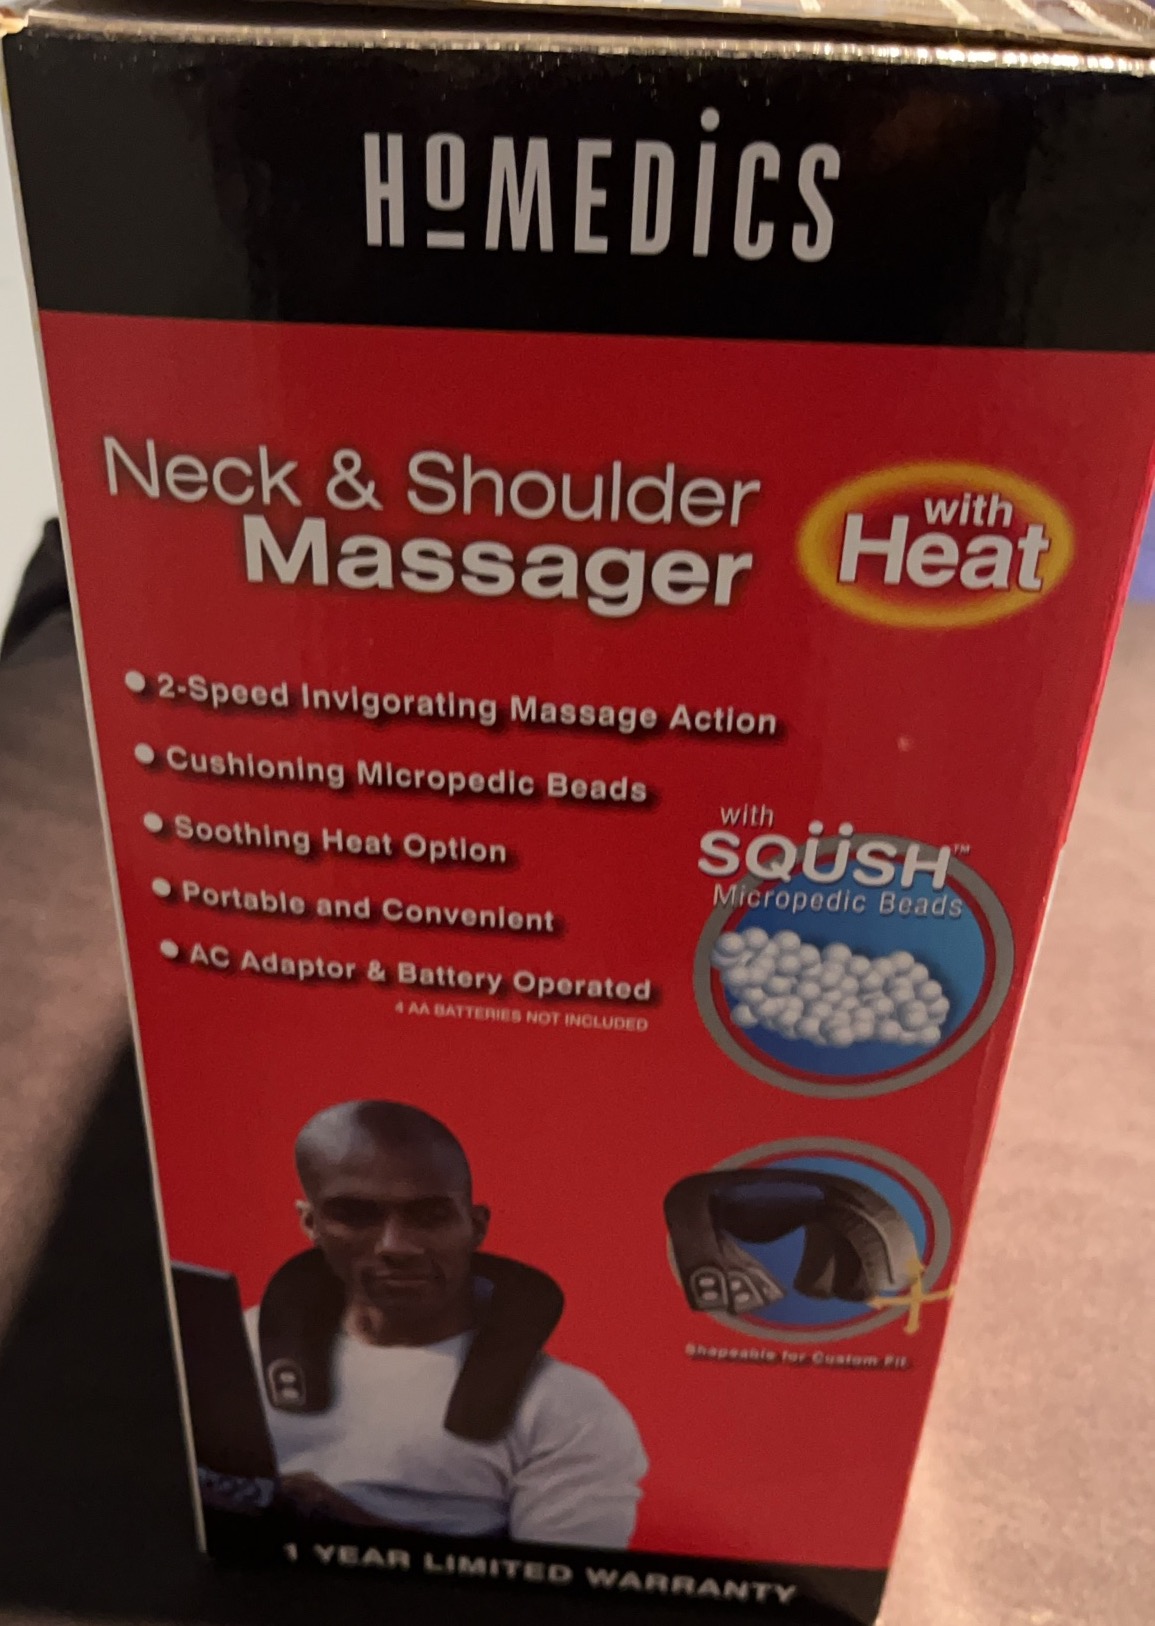 HOMEDICS
Neck & Shoulder
Massager
with
Heat
• 2-Speed Invigorating Massage Action
• Cushioning Micropedic Beads
• Soothing Heat Option
• Portable and Convenient
• AC Adaptor & Battery Operated
4 AA BATTERIES NOT INCLUDED
with
SQÜSH™
Micropedic Beads
Shapeable for Custom Fit
1 YEAR LIMITED WARRANTY